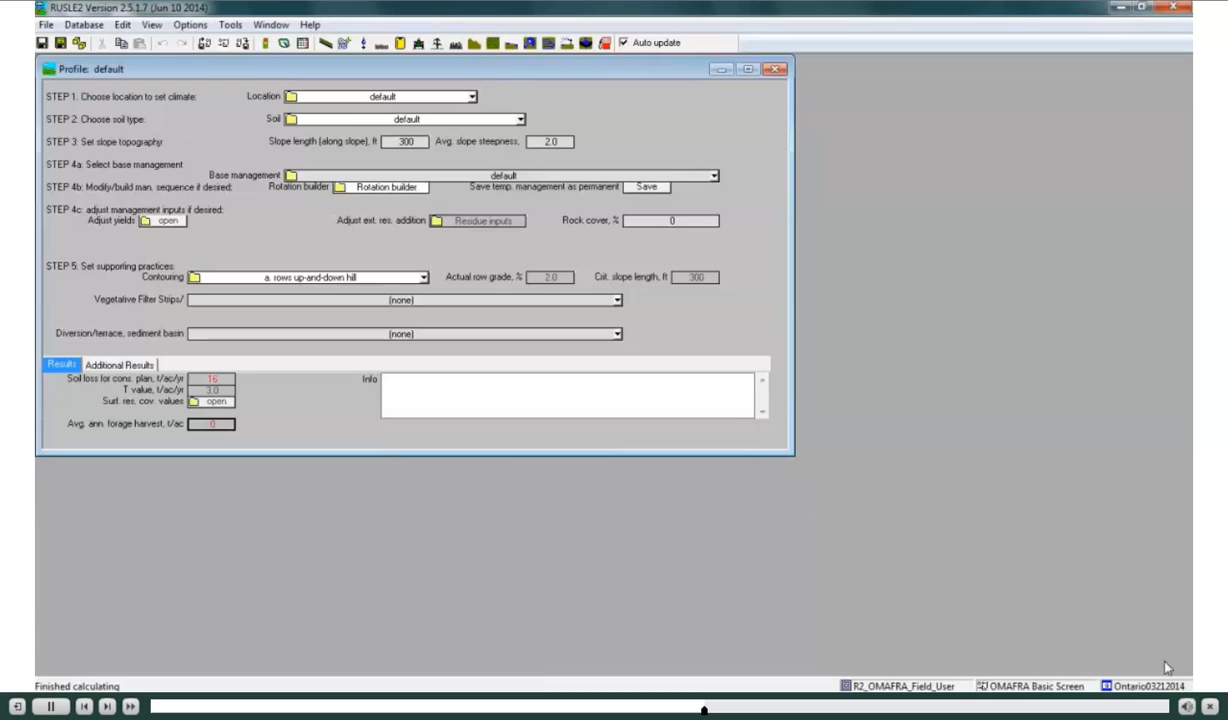 RUSLE2 Version 2.5.1.7 (Jun 10 2014)
File Database Edit View Options Tools Window Help
Auto update
Profile: default
STEP 1: Choose location to set climate: Location default
STEP 2: Choose soil type: Soil default
STEP 3: Set slope topography: Slope length (along slope), ft 300 Avg. slope steepness, 2.0
STEP 4a: Select base management
Base management default
STEP 4b: Modify/build man. sequence if desired: Rotation builder Rotation builder Save temp. management as permanent Save
STEP 4c: adjust management inputs if desired:
Adjust yields open Adjust ext. res. addition Residue inputs Rock cover, % 0
STEP 5: Set supporting practices:
Contouring a. rows up-and-down hill Actual row grade, % 2.0 Crit. slope length, ft 300
Vegetative Filter Strips/ (none)
Diversion/terrace, sediment basin (none)
Results Additional Results
Soil loss for cons. plan, t/ac/yr 16 Info
T value, t/ac/yr 3.0
Surf. res. cov. values open
Avg. ann. forage harvest, t/ac 0
Finished calculating R2_OMAFRA_Field_User OMAFRA Basic Screen Ontario03212014